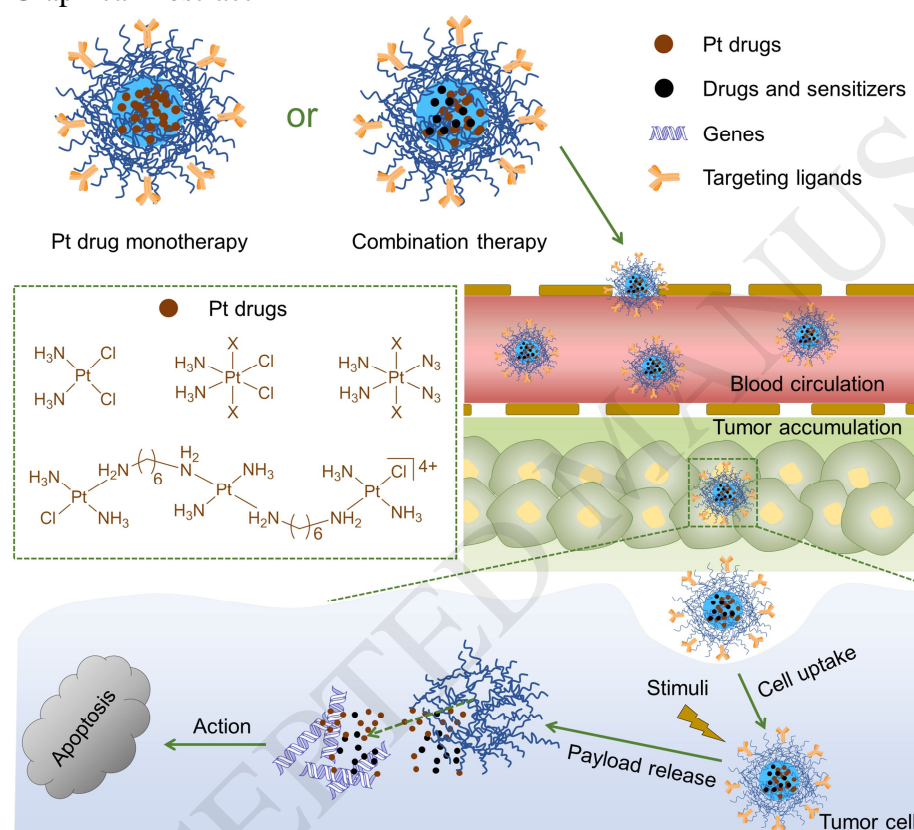 Pt drugs
Drugs and sensitizers
Genes
Targeting ligands
or
Pt drug monotherapy
Combination therapy
Pt drugs
H₃N Cl
Pt
H₃N Cl
X
H₃N Cl
Pt
H₃N Cl
X
X
H₃N N₃
Pt
H₃N N₃
X
H₃N H₂N ( )₆ H₂N NH₃ H₃N Cl ⁴⁺
Pt Pt Pt
Cl NH₃ H₃N H₂N ( )₆ NH₂ NH₃
Blood circulation
Tumor accumulation
Stimuli
Cell uptake
Payload release
Action
Apoptosis
Tumor cell